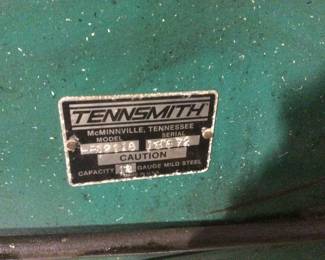 TENNSMITH
McMINNVILLE, TENNESSEE
MODEL SERIAL
CAUTION
CAPACITY GAUGE MILD STEEL